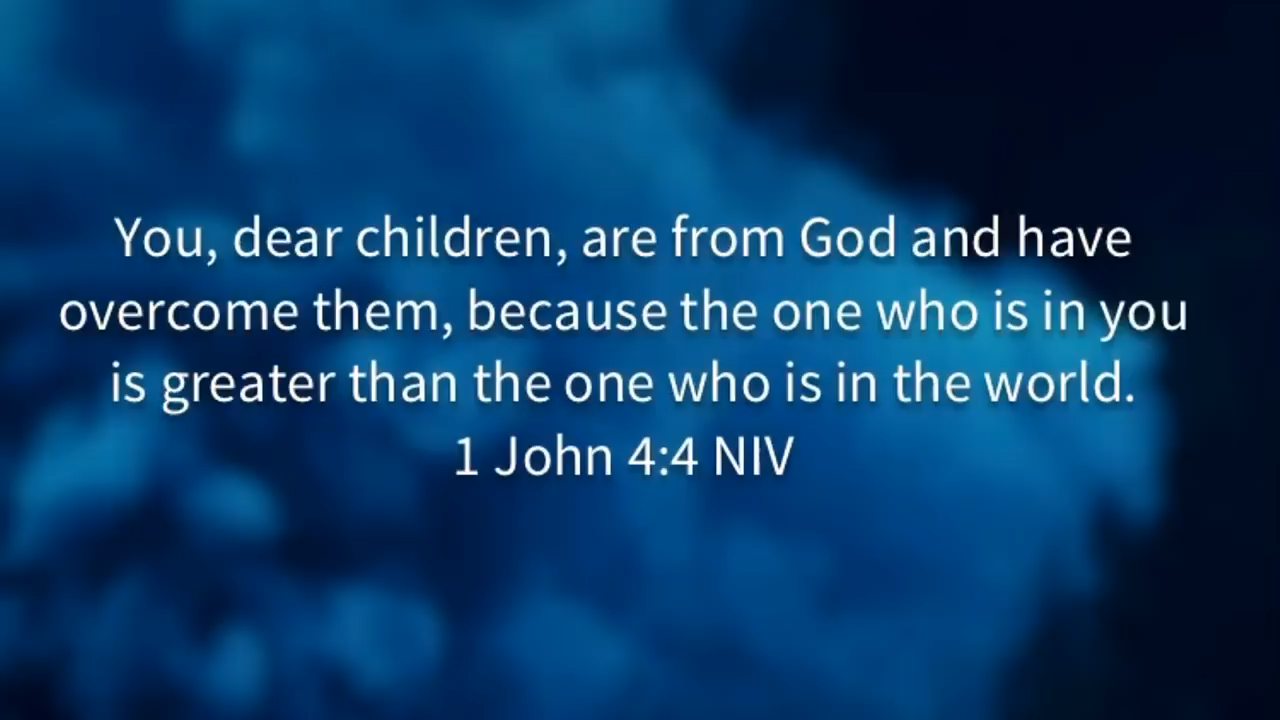 You, dear children, are from God and have
overcome them, because the one who is in you
is greater than the one who is in the world.
1 John 4:4 NIV